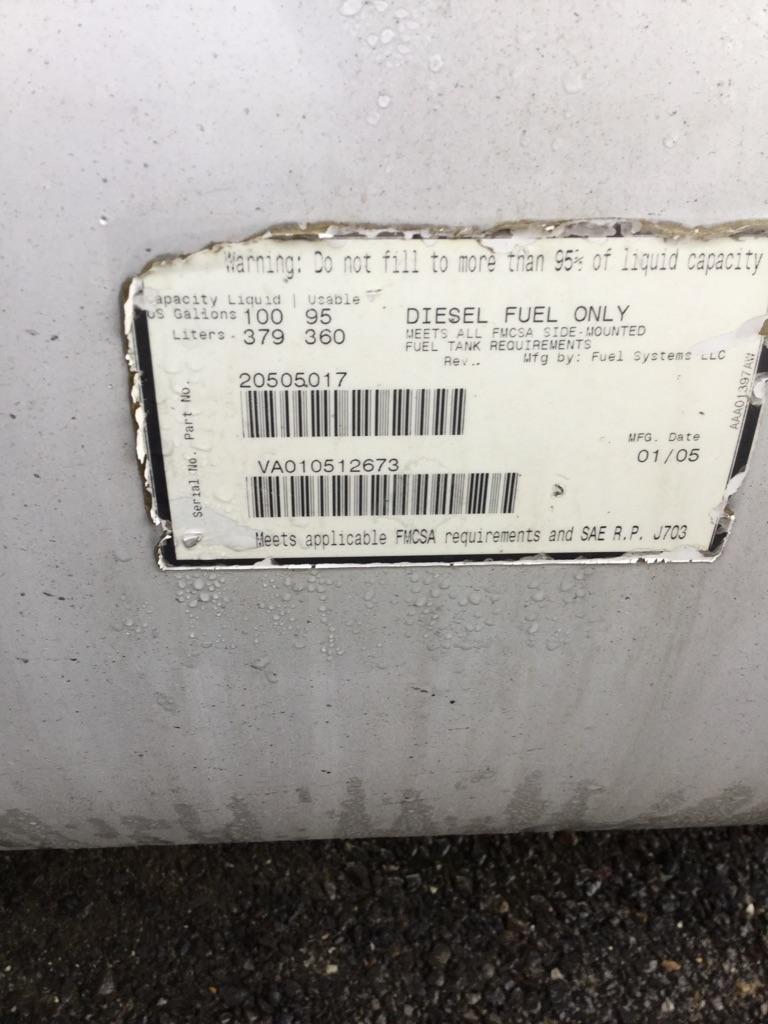 Warning: Do not fill to more than 95% of liquid capacity
apacity Liquid | Usable
US Gallons 100 95
Liters- 379 360
DIESEL FUEL ONLY
MEETS ALL FMCSA SIDE-MOUNTED
FUEL TANK REQUIREMENTS
Rev.. Mfg by: Fuel Systems LLC
AAA01397AW
Part No.
20505017
Serial No.
VA010512673
MFG. Date
01/05
Meets applicable FMCSA requirements and SAE R.P. J703